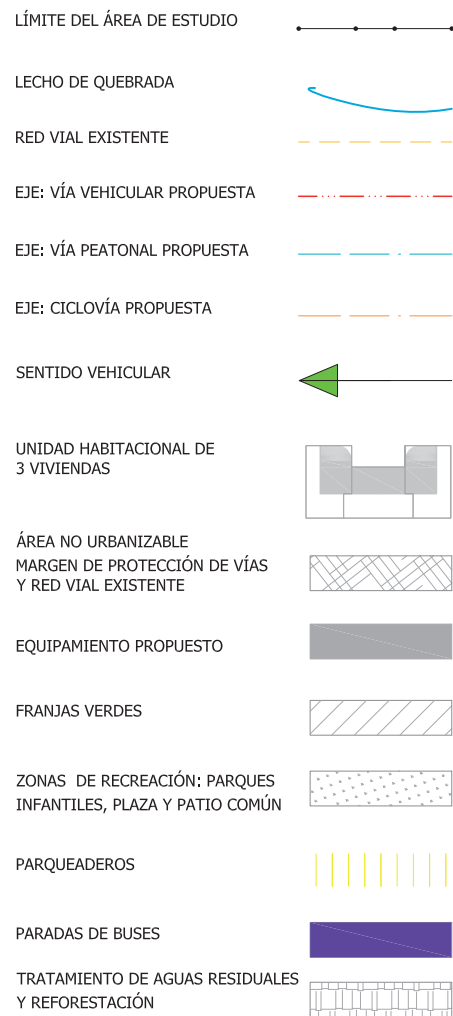 LÍMITE DEL ÁREA DE ESTUDIO
LECHO DE QUEBRADA
RED VIAL EXISTENTE
EJE: VÍA VEHICULAR PROPUESTA
EJE: VÍA PEATONAL PROPUESTA
EJE: CICLOVÍA PROPUESTA
SENTIDO VEHICULAR
UNIDAD HABITACIONAL DE
3 VIVIENDAS
ÁREA NO URBANIZABLE
MARGEN DE PROTECCIÓN DE VÍAS
Y RED VIAL EXISTENTE
EQUIPAMIENTO PROPUESTO
FRANJAS VERDES
ZONAS DE RECREACIÓN: PARQUES
INFANTILES, PLAZA Y PATIO COMÚN
PARQUEADEROS
PARADAS DE BUSES
TRATAMIENTO DE AGUAS RESIDUALES
Y REFORESTACIÓN